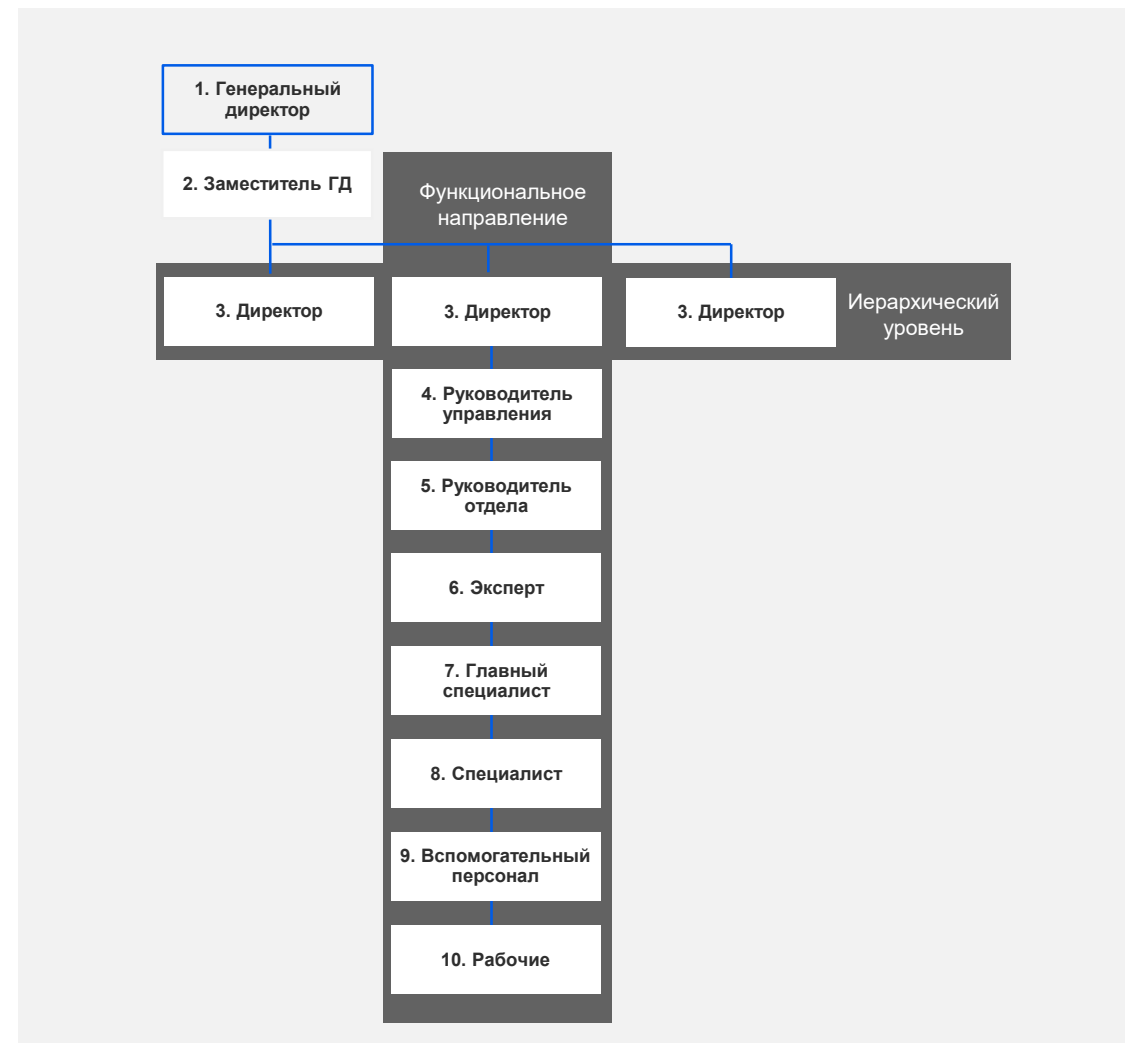 1. Генеральный
директор
2. Заместитель ГД
Функциональное
направление
3. Директор
3. Директор
3. Директор
Иерархический
уровень
4. Руководитель
управления
5. Руководитель
отдела
6. Эксперт
7. Главный
специалист
8. Специалист
9. Вспомогательный
персонал
10. Рабочие